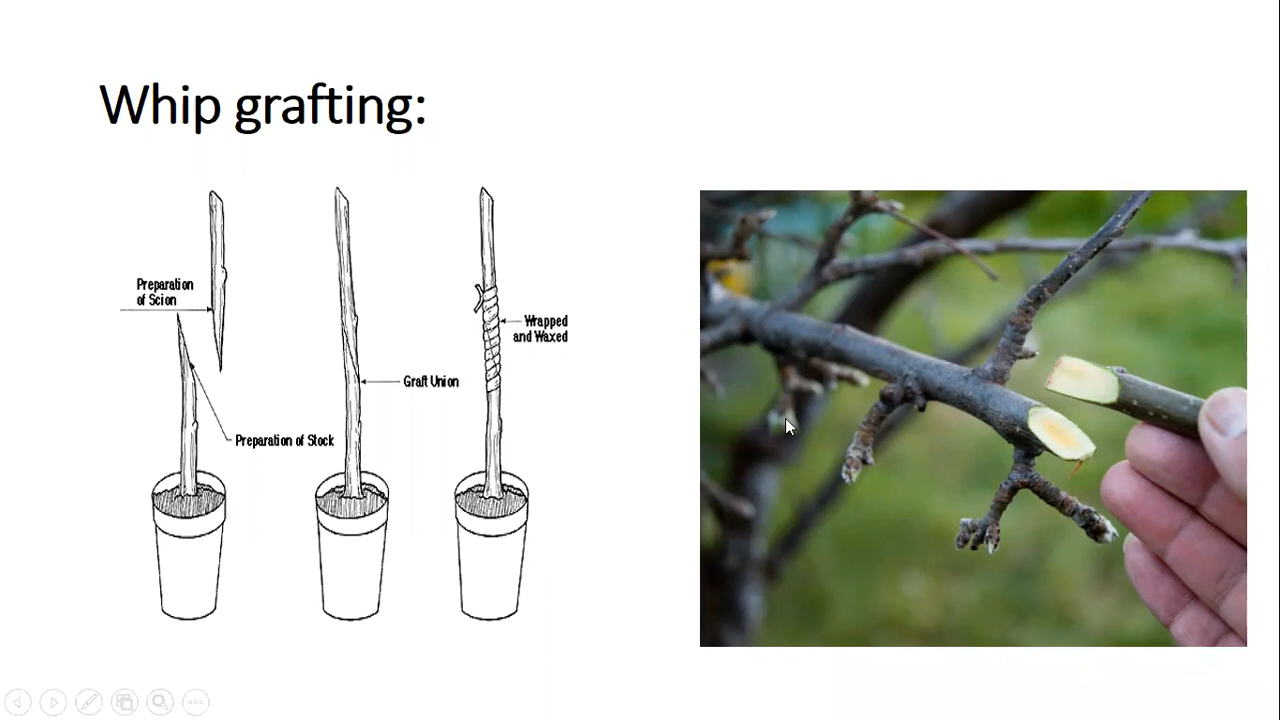 Whip grafting:
Preparation
of Scion
Wrapped
and Waxed
Graft Union
Preparation of Stock